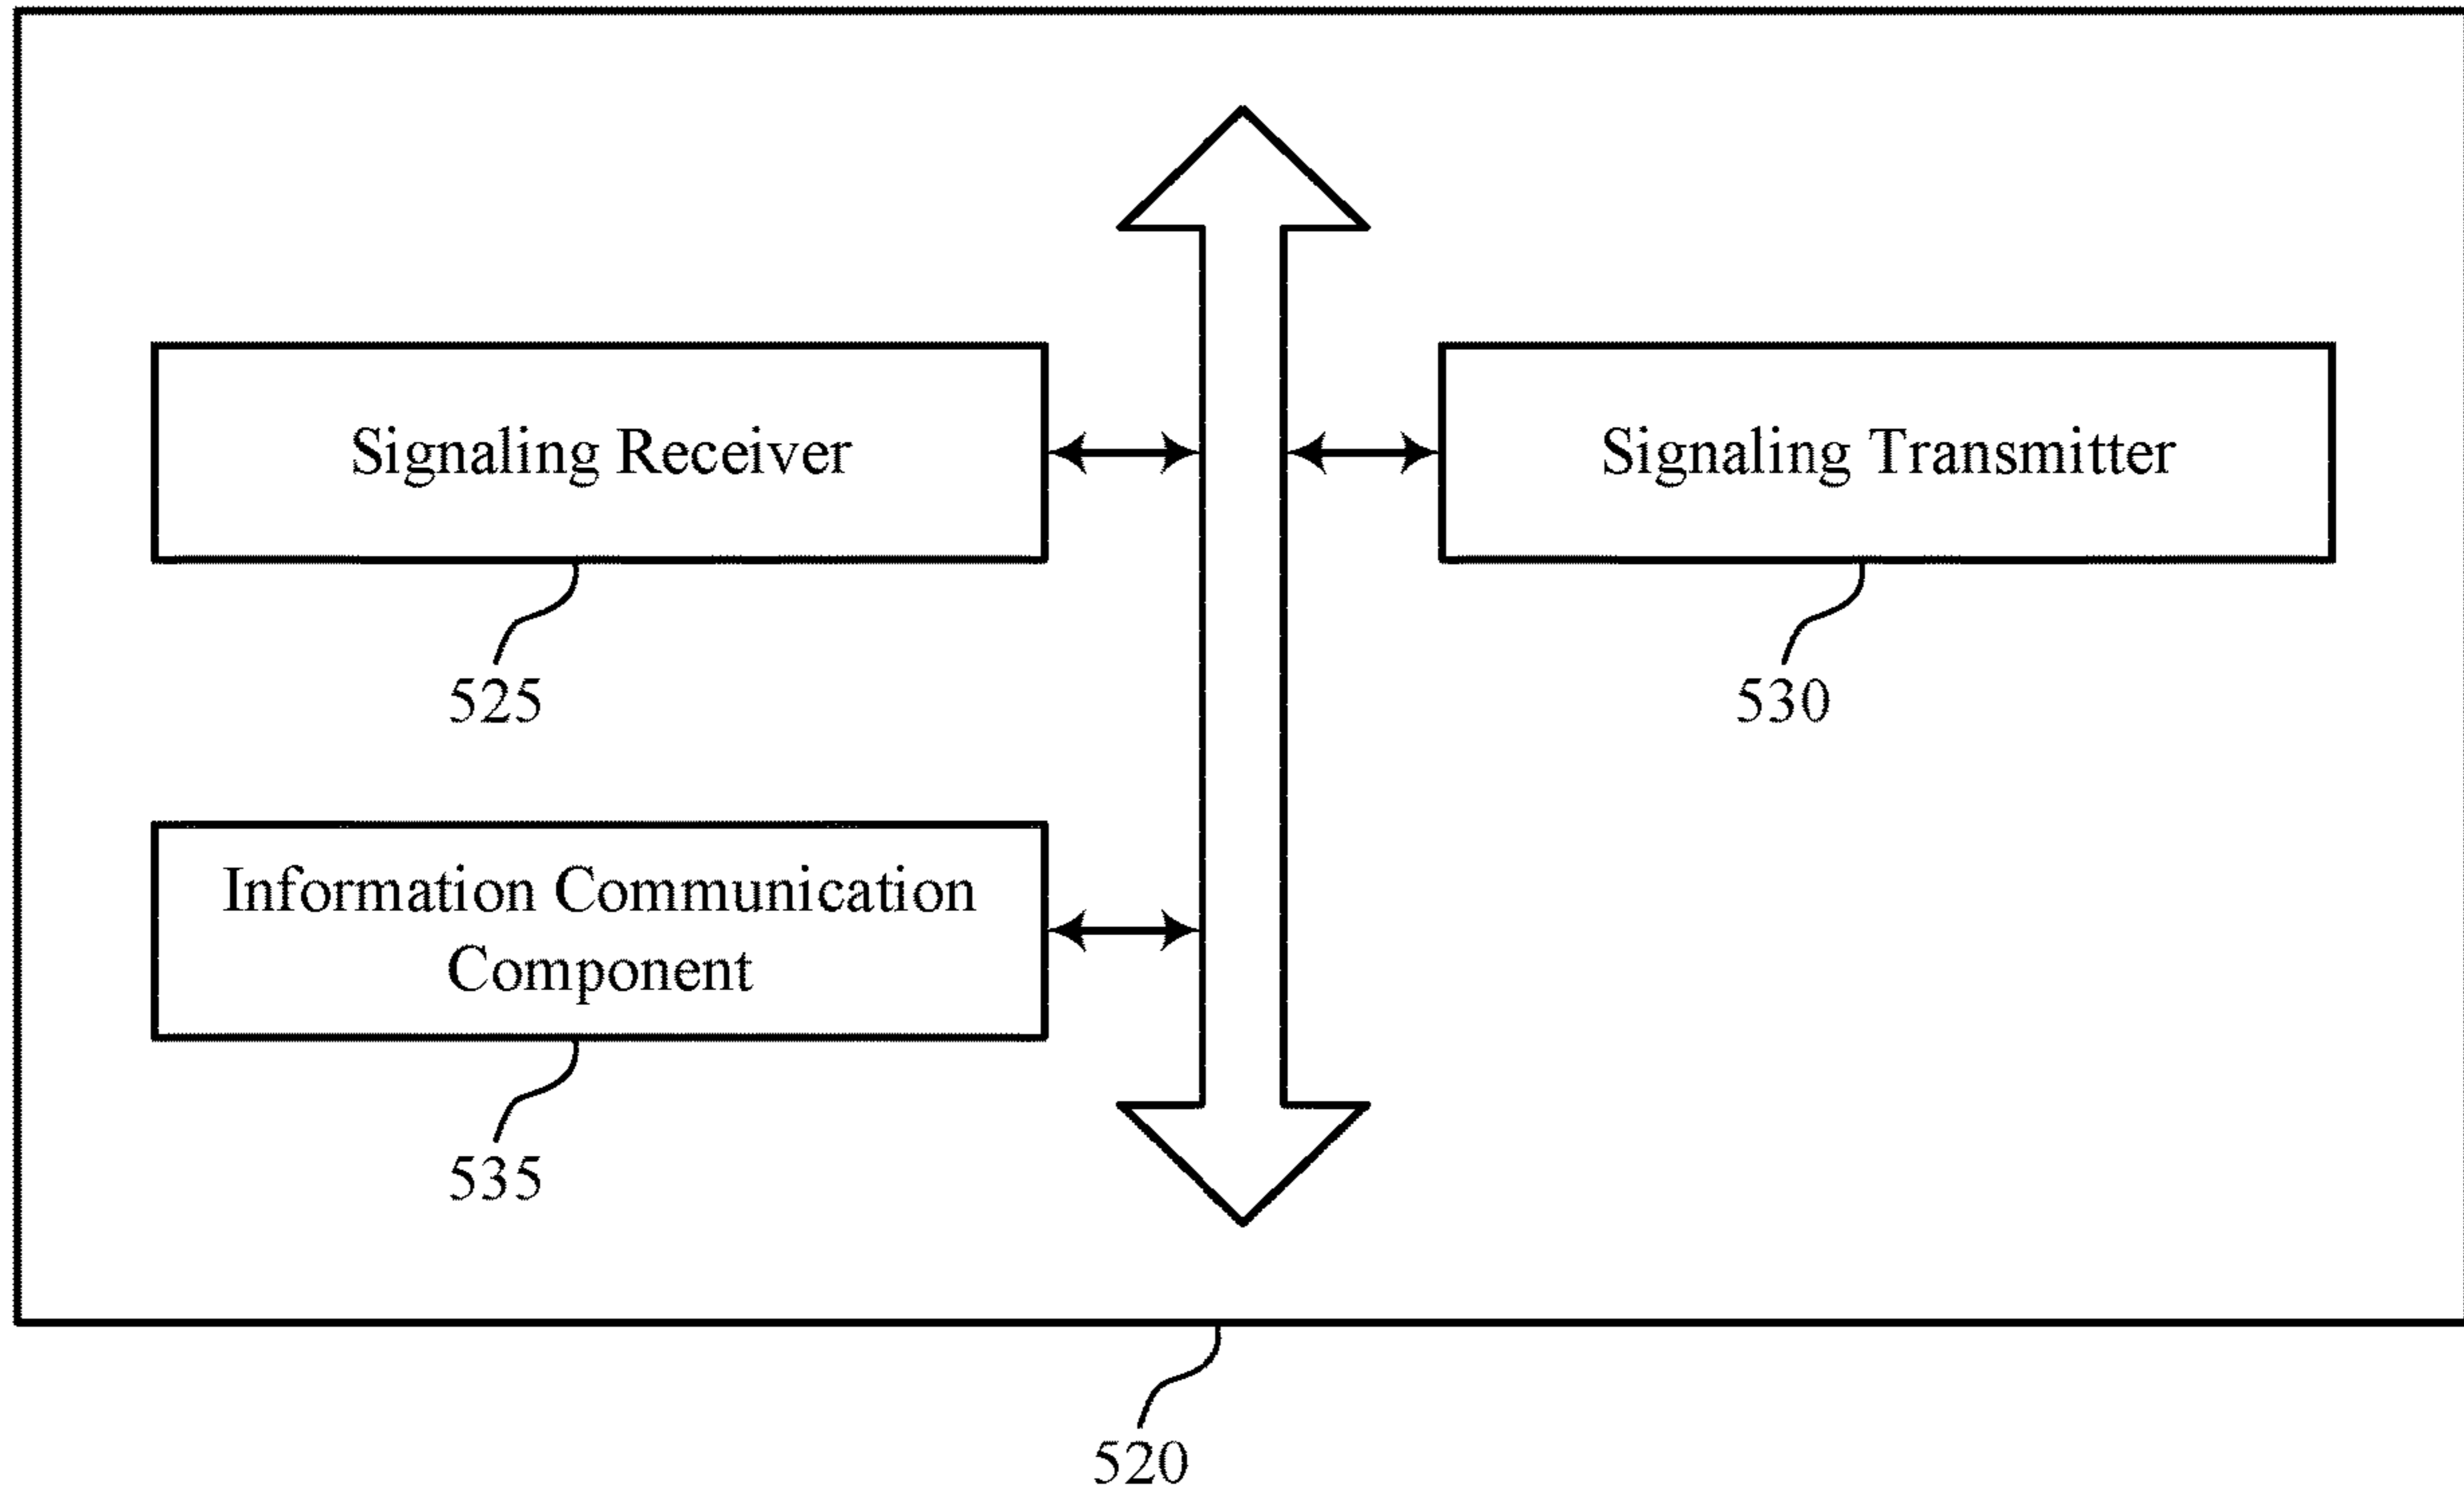 Signaling Receiver
Signaling Transmitter
525
530
Information Communication
Component
535
520